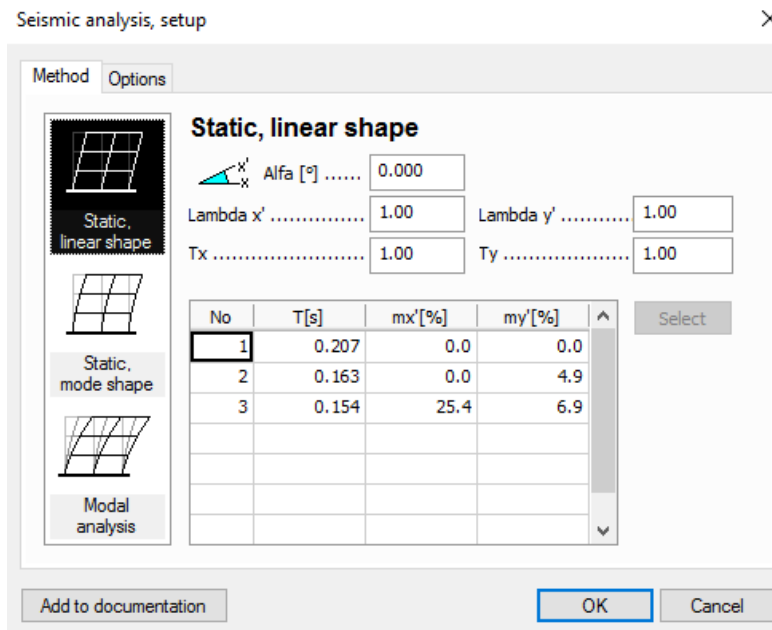 Seismic analysis, setup
Method Options
Static, linear shape
x'
x
Alfa [°] ...... 0.000
Lambda x' ............... 1.00 Lambda y' ........... 1.00
Tx ........................ 1.00 Ty ..................... 1.00
Static,
linear shape
Static,
mode shape
Modal
analysis
No T[s] mx'[%] my'[%]
1 0.207 0.0 0.0
2 0.163 0.0 4.9
3 0.154 25.4 6.9
Select
Add to documentation OK Cancel